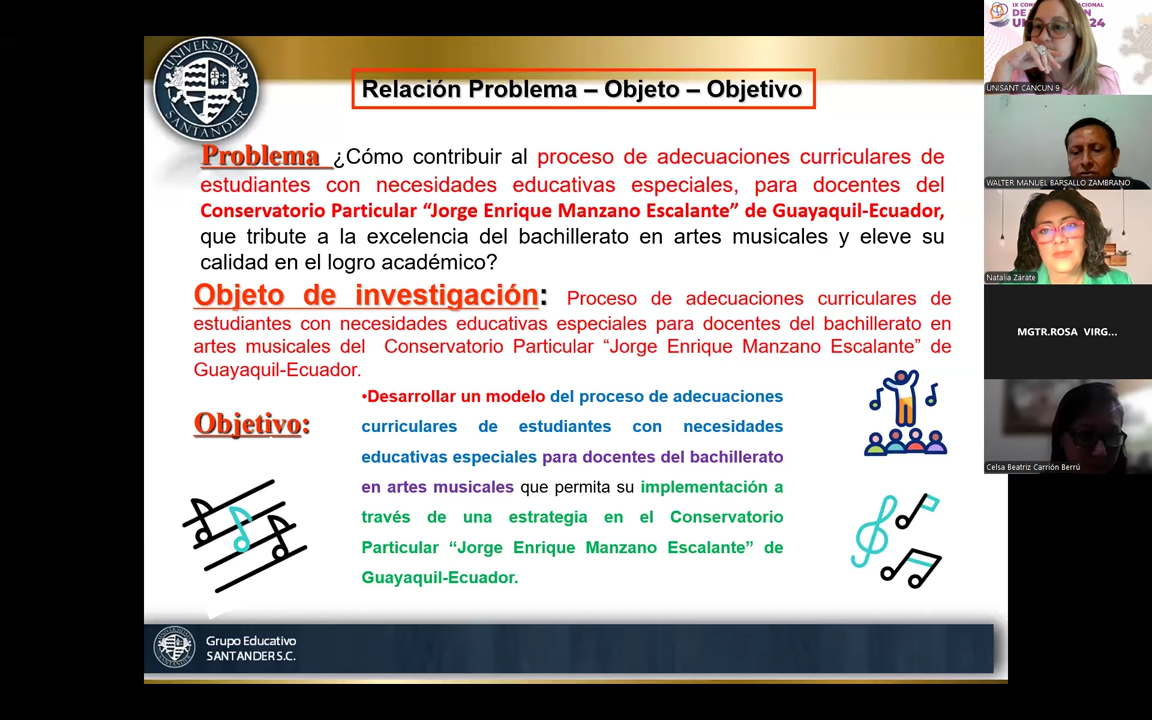 UNIVERSIDAD
SANTANDER
Relación Problema – Objeto – Objetivo
Problema ¿Cómo contribuir al proceso de adecuaciones curriculares de
estudiantes con necesidades educativas especiales, para docentes del
Conservatorio Particular “Jorge Enrique Manzano Escalante” de Guayaquil-Ecuador,
que tribute a la excelencia del bachillerato en artes musicales y eleve su
calidad en el logro académico?
Objeto de investigación: Proceso de adecuaciones curriculares de
estudiantes con necesidades educativas especiales para docentes del bachillerato en
artes musicales del Conservatorio Particular “Jorge Enrique Manzano Escalante” de
Guayaquil-Ecuador.
Objetivo:
•Desarrollar un modelo del proceso de adecuaciones
curriculares de estudiantes con necesidades
educativas especiales para docentes del bachillerato
en artes musicales que permita su implementación a
través de una estrategia en el Conservatorio
Particular “Jorge Enrique Manzano Escalante” de
Guayaquil-Ecuador.
Grupo Educativo
SANTANDER S.C.
IX
24
UNISANT CANCUN 9
WALTER MANUEL BARSALLO ZAMBRANO
Natalia Zárate
MGTR.ROSA VIRG...
Celsa Beatriz Carrión Berrú